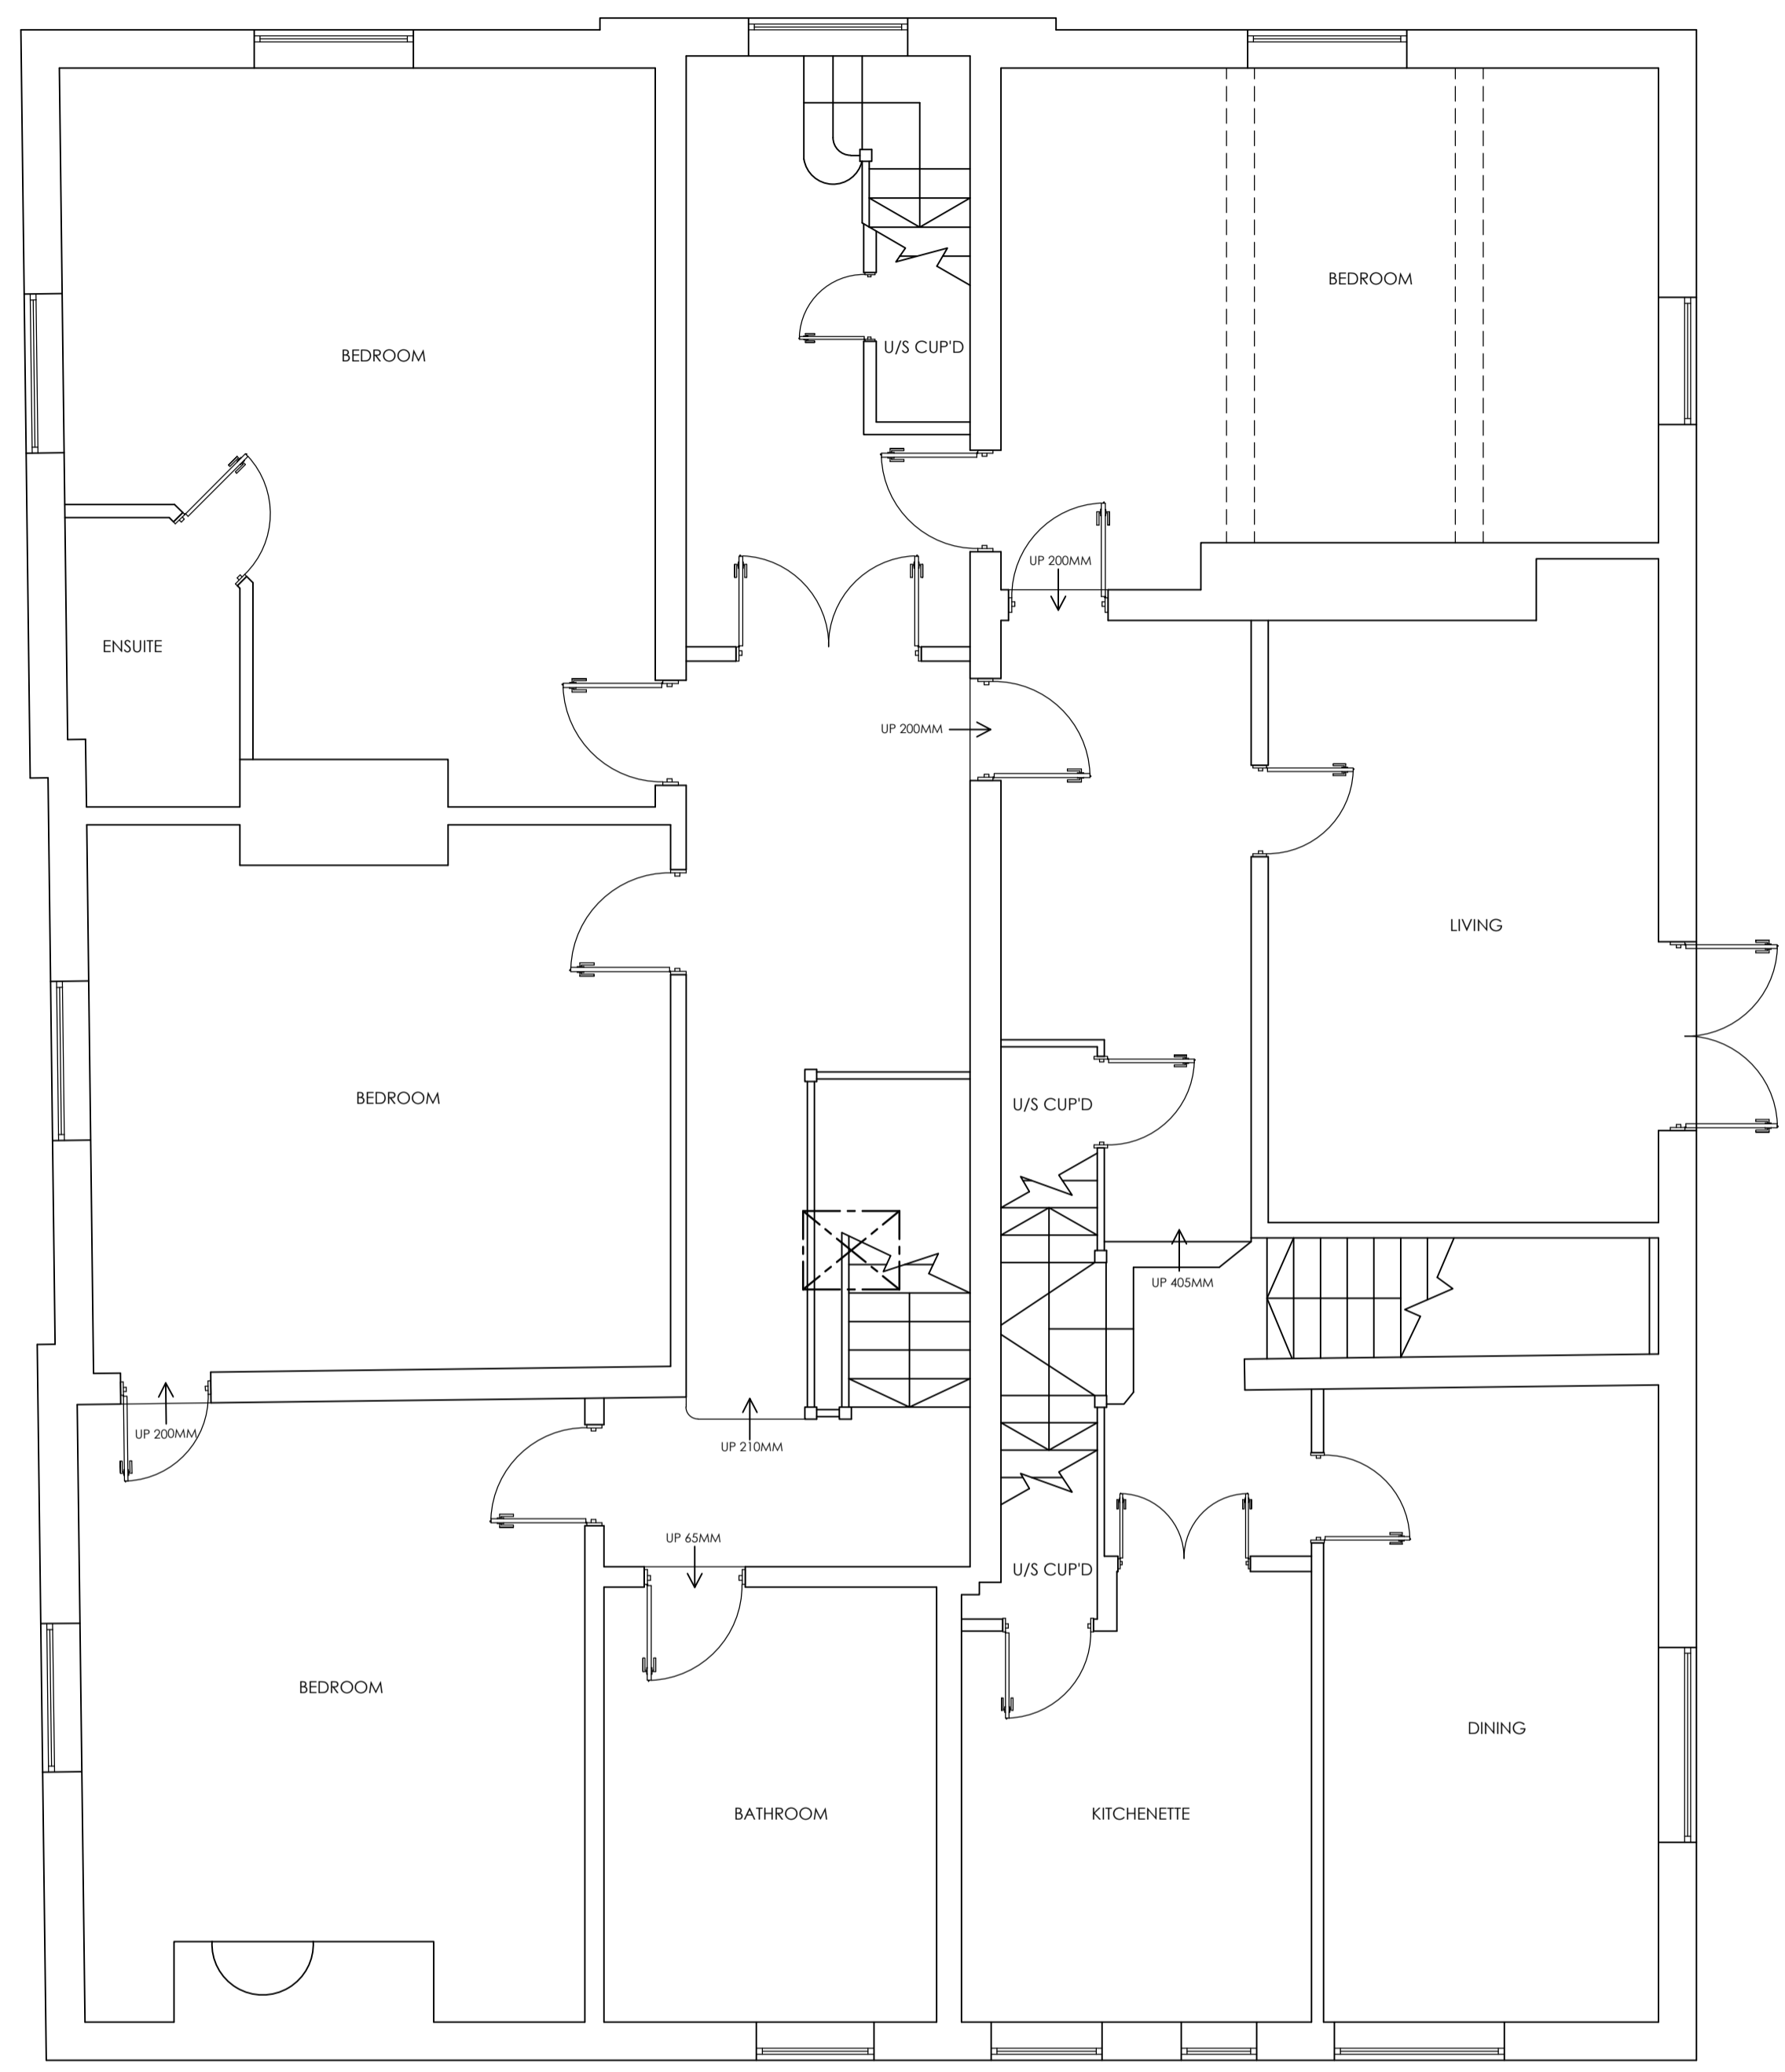 BEDROOM
U/S CUP'D
BEDROOM
UP 200MM
ENSUITE
UP 200MM
LIVING
BEDROOM
U/S CUP'D
UP 405MM
UP 200MM
UP 210MM
UP 65MM
U/S CUP'D
BEDROOM
DINING
BATHROOM
KITCHENETTE